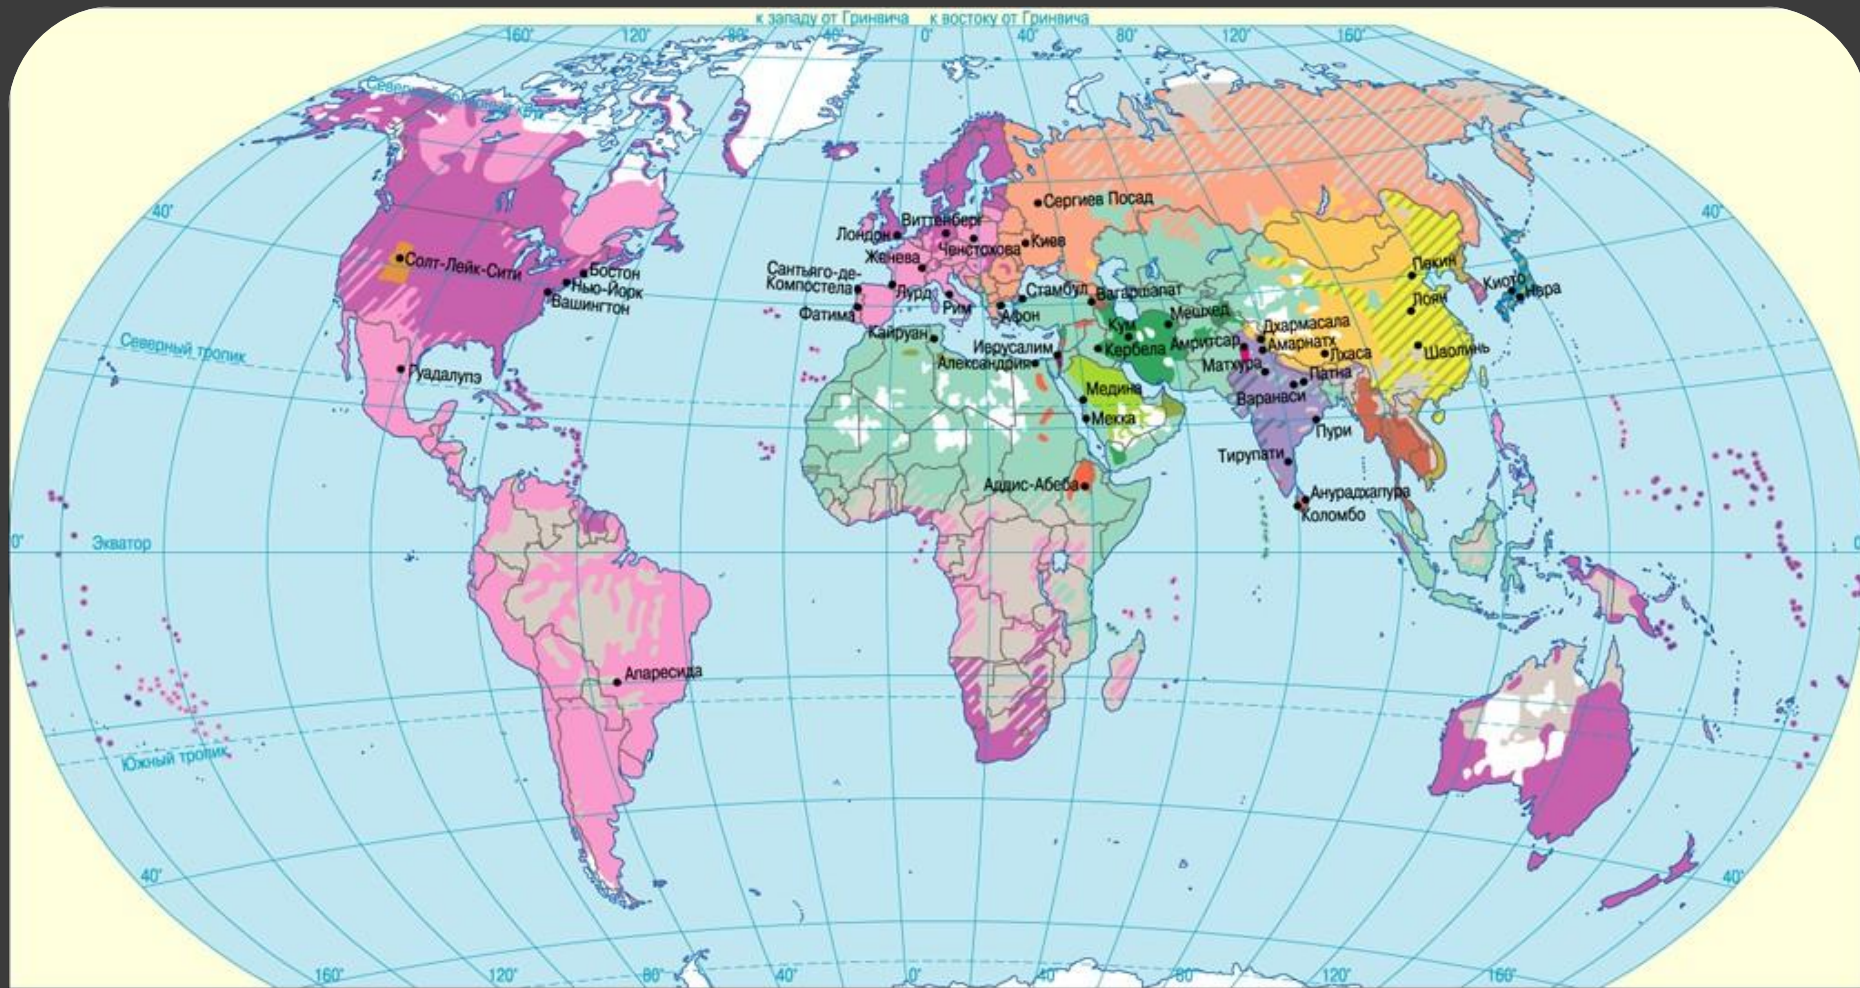 к западу от Гринвича к востоку от Гринвича
160° 120° 80° 40° 0° 40° 80° 120° 160°
Северный полярный круг
40°
40°
Сергиев Посад
Виттенберг
Лондон
Ченстохова
Киев
Женева
Солт-Лейк-Сити
Бостон
Нью-Йорк
Вашингтон
Сантьяго-де-
Компостела
Лурд
Рим
Фатима
Стамбул
Вагаршапат
Афон
Пекин
Киото
Нара
Лоян
Кайруан
Кум
Мешхед
Дхармасала
Амритсар
Амарнатх
Иерусалим
Кербела
Александрия
Матхура
Лхаса
Шаолинь
Северный тропик
Гуадалупэ
Медина
Патна
Варанаси
Мекка
Пури
Тирупати
Аддис-Абеба
Анурадхапура
Коломбо
0°
Экватор
0
Апаресида
Южный тропик
40°
40°
160° 120° 80° 40° 0° 40° 80° 120° 160°